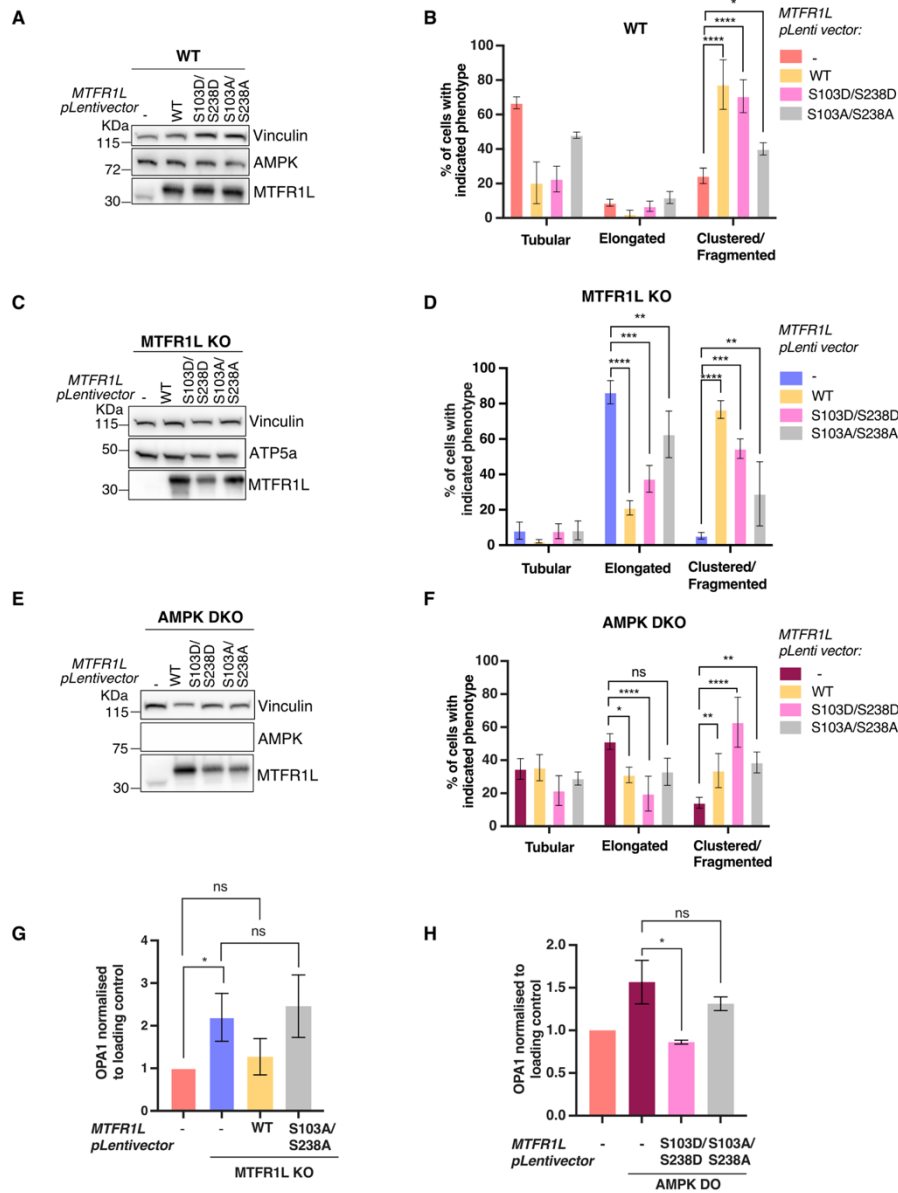 A
WT
MTFR1L
pLentivector
-
WT
S103D/
S238D
S103A/
S238A
KDa
115
Vinculin
72
AMPK
30
MTFR1L
B
WT
MTFR1L
pLenti vector:
-
WT
S103D/S238D
S103A/S238A
% of cells with
indicated phenotype
100
80
60
40
20
0
****
****
*
Tubular
Elongated
Clustered/
Fragmented
C
MTFR1L KO
MTFR1L
pLentivector
-
WT
S103D/
S238D
S103A/
S238A
KDa
115
Vinculin
50
ATP5a
30
MTFR1L
D
MTFR1L KO
MTFR1L
pLenti vector
-
WT
S103D/S238D
S103A/S238A
% of cells with
indicated phenotype
100
80
60
40
20
0
****
***
**
****
***
**
Tubular
Elongated
Clustered/
Fragmented
E
AMPK DKO
MTFR1L
pLentivector
-
WT
S103D/
S238D
S103A/
S238A
KDa
115
Vinculin
75
AMPK
30
MTFR1L
F
AMPK DKO
MTFR1L
pLenti vector:
-
WT
S103D/S238D
S103A/S238A
% of cells with
indicated phenotype
100
80
60
40
20
0
*
****
ns
**
****
**
Tubular
Elongated
Clustered/
Fragmented
G
OPA1 normalised
to loading control
4
3
2
1
0
ns
*
ns
MTFR1L
pLentivector
-
-
WT
S103A/
S238A
MTFR1L KO
H
OPA1 normalised to
loading control
2.0
1.5
1.0
0.5
0.0
ns
*
MTFR1L
pLentivector
-
-
S103D/
S238D
S103A/
S238A
AMPK DO